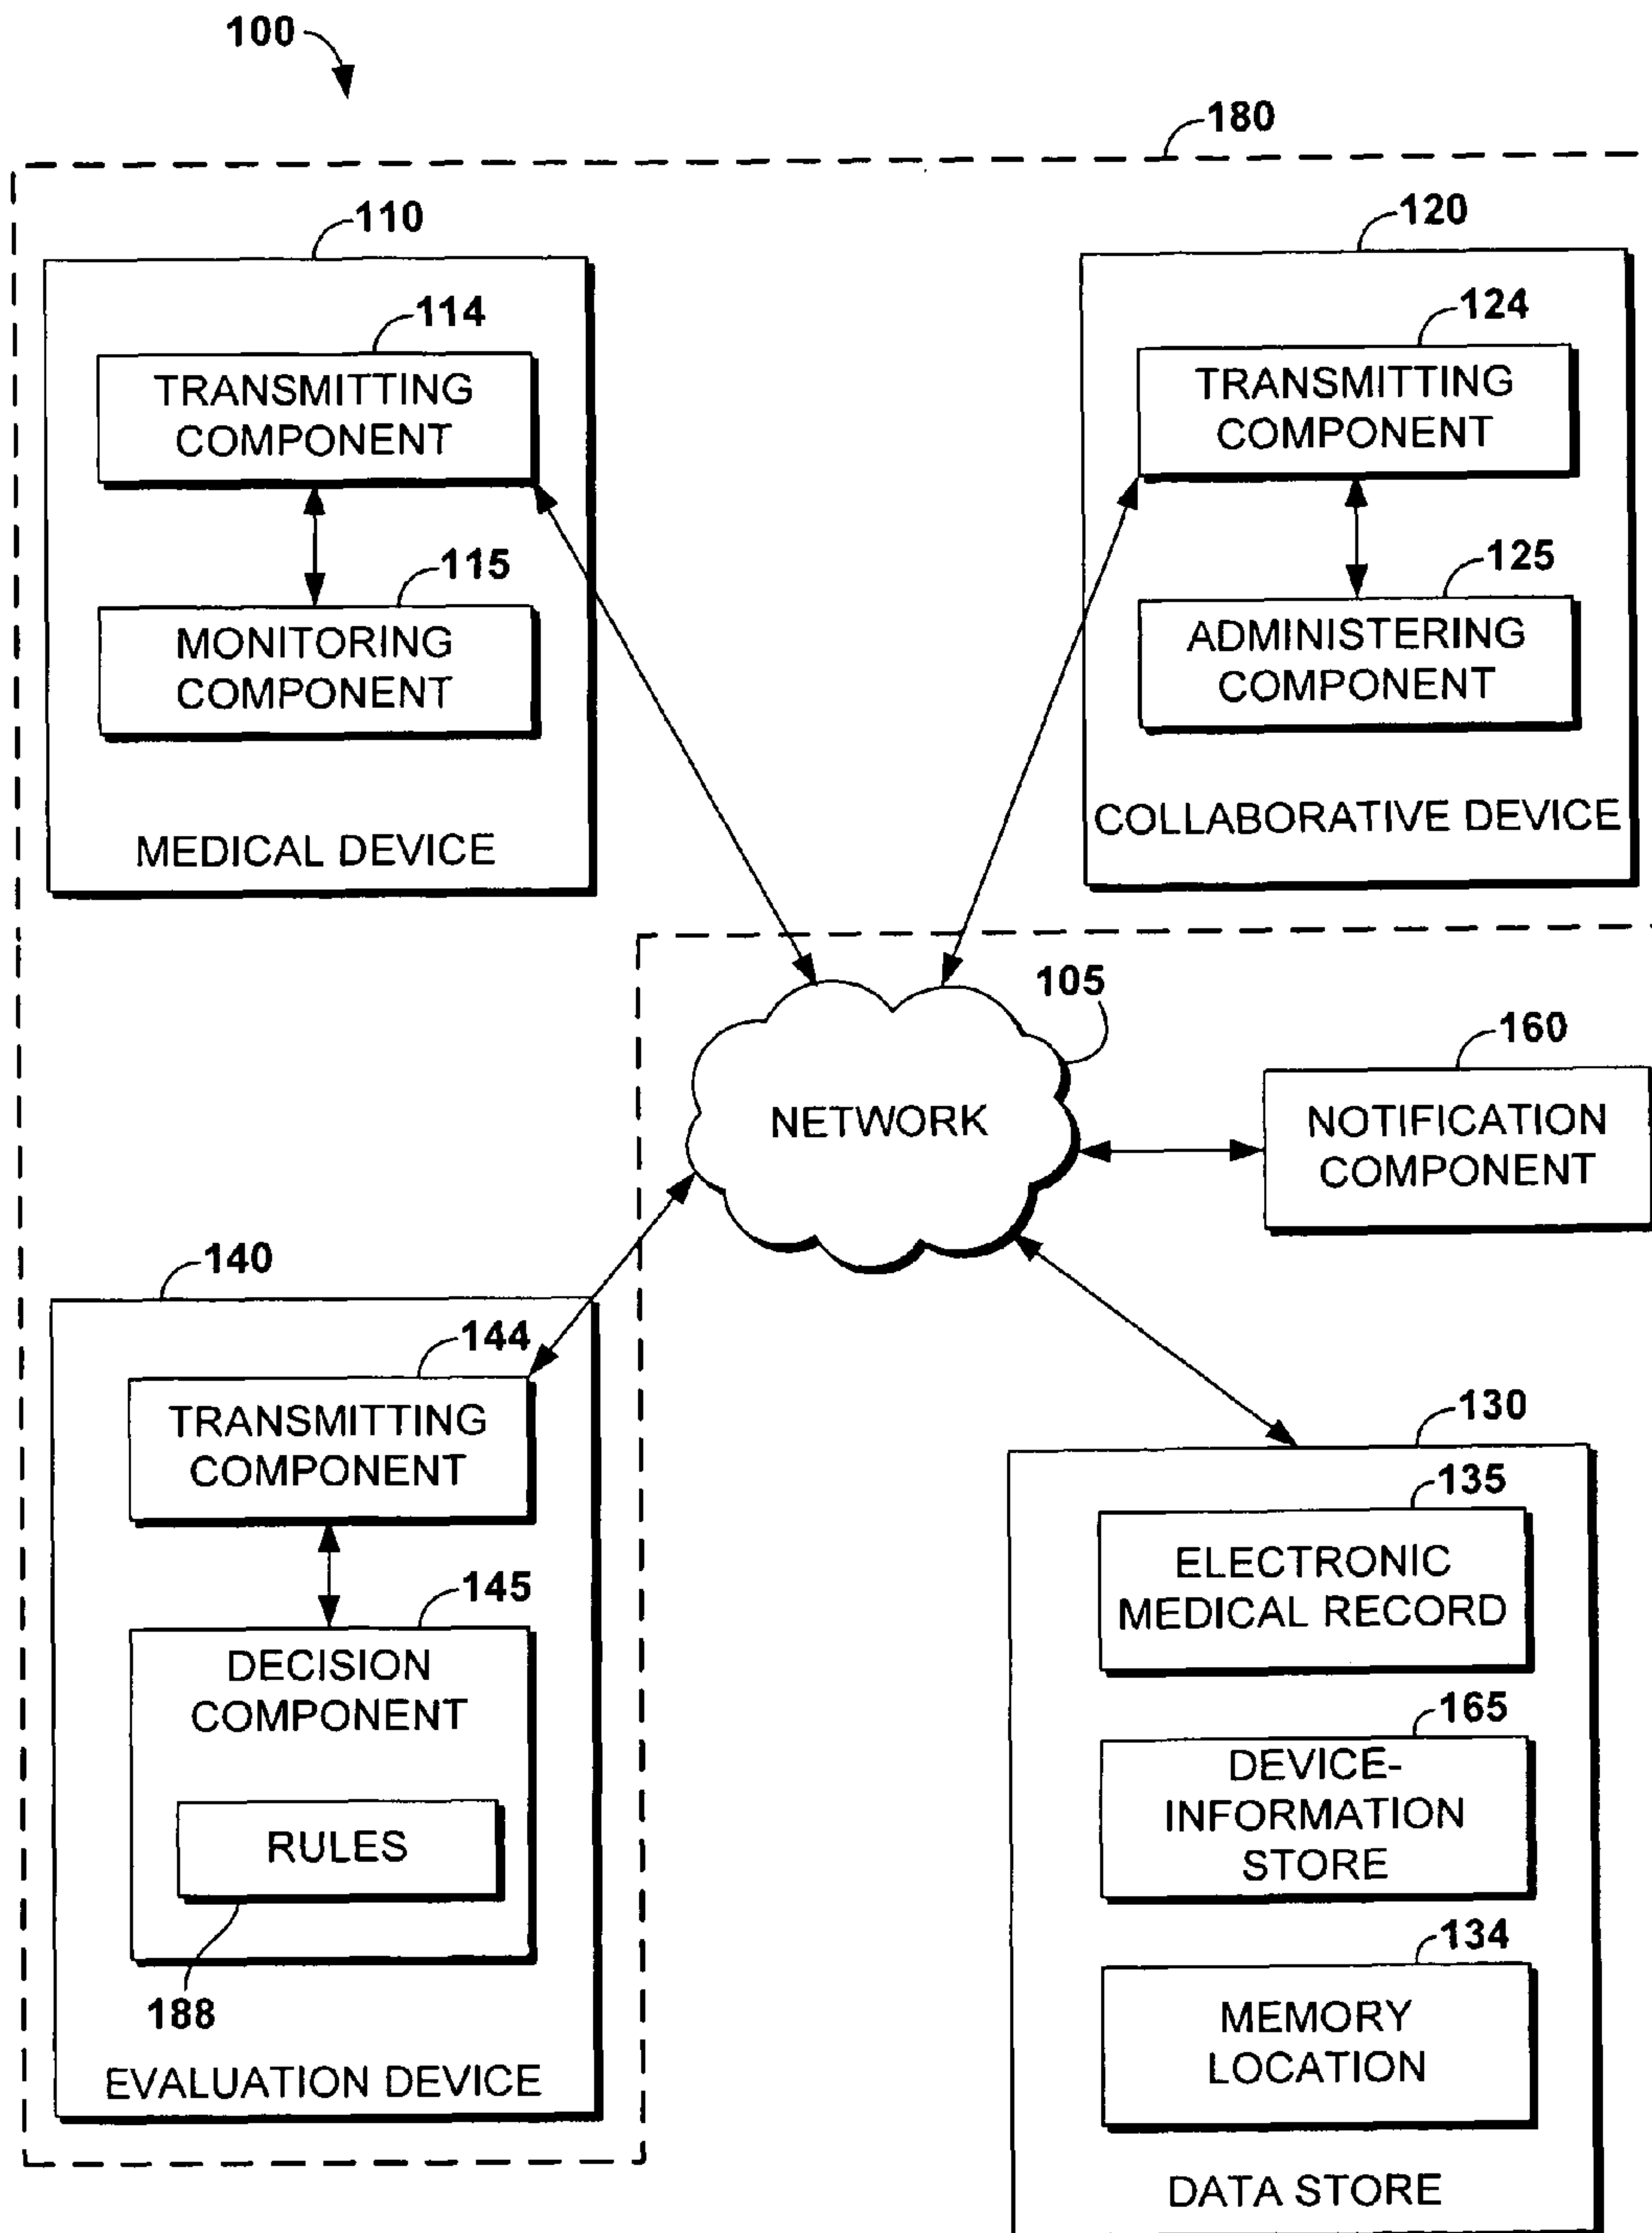 100
180
110
114
TRANSMITTING
COMPONENT
115
MONITORING
COMPONENT
MEDICAL DEVICE
120
124
TRANSMITTING
COMPONENT
125
ADMINISTERING
COMPONENT
COLLABORATIVE DEVICE
105
NETWORK
160
NOTIFICATION
COMPONENT
140
144
TRANSMITTING
COMPONENT
145
DECISION
COMPONENT
RULES
188
EVALUATION DEVICE
130
135
ELECTRONIC
MEDICAL RECORD
165
DEVICE-
INFORMATION
STORE
134
MEMORY
LOCATION
DATA STORE